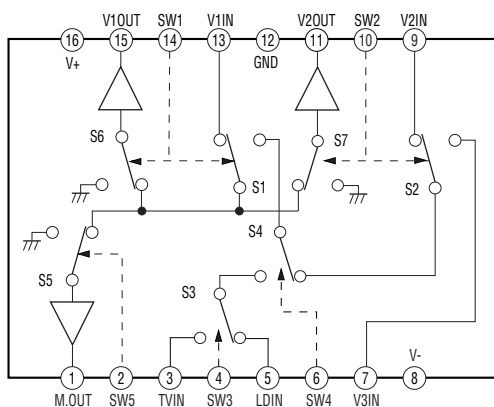 V1OUT SW1 V1IN V2OUT SW2 V2IN
16 15 14 13 12 11 10 9
V+ GND
S6 S7
S1 S2
S4
S5 S3
V-
1 2 3 4 5 6 7 8
M.OUT SW5 TVIN SW3 LDIN SW4 V3IN